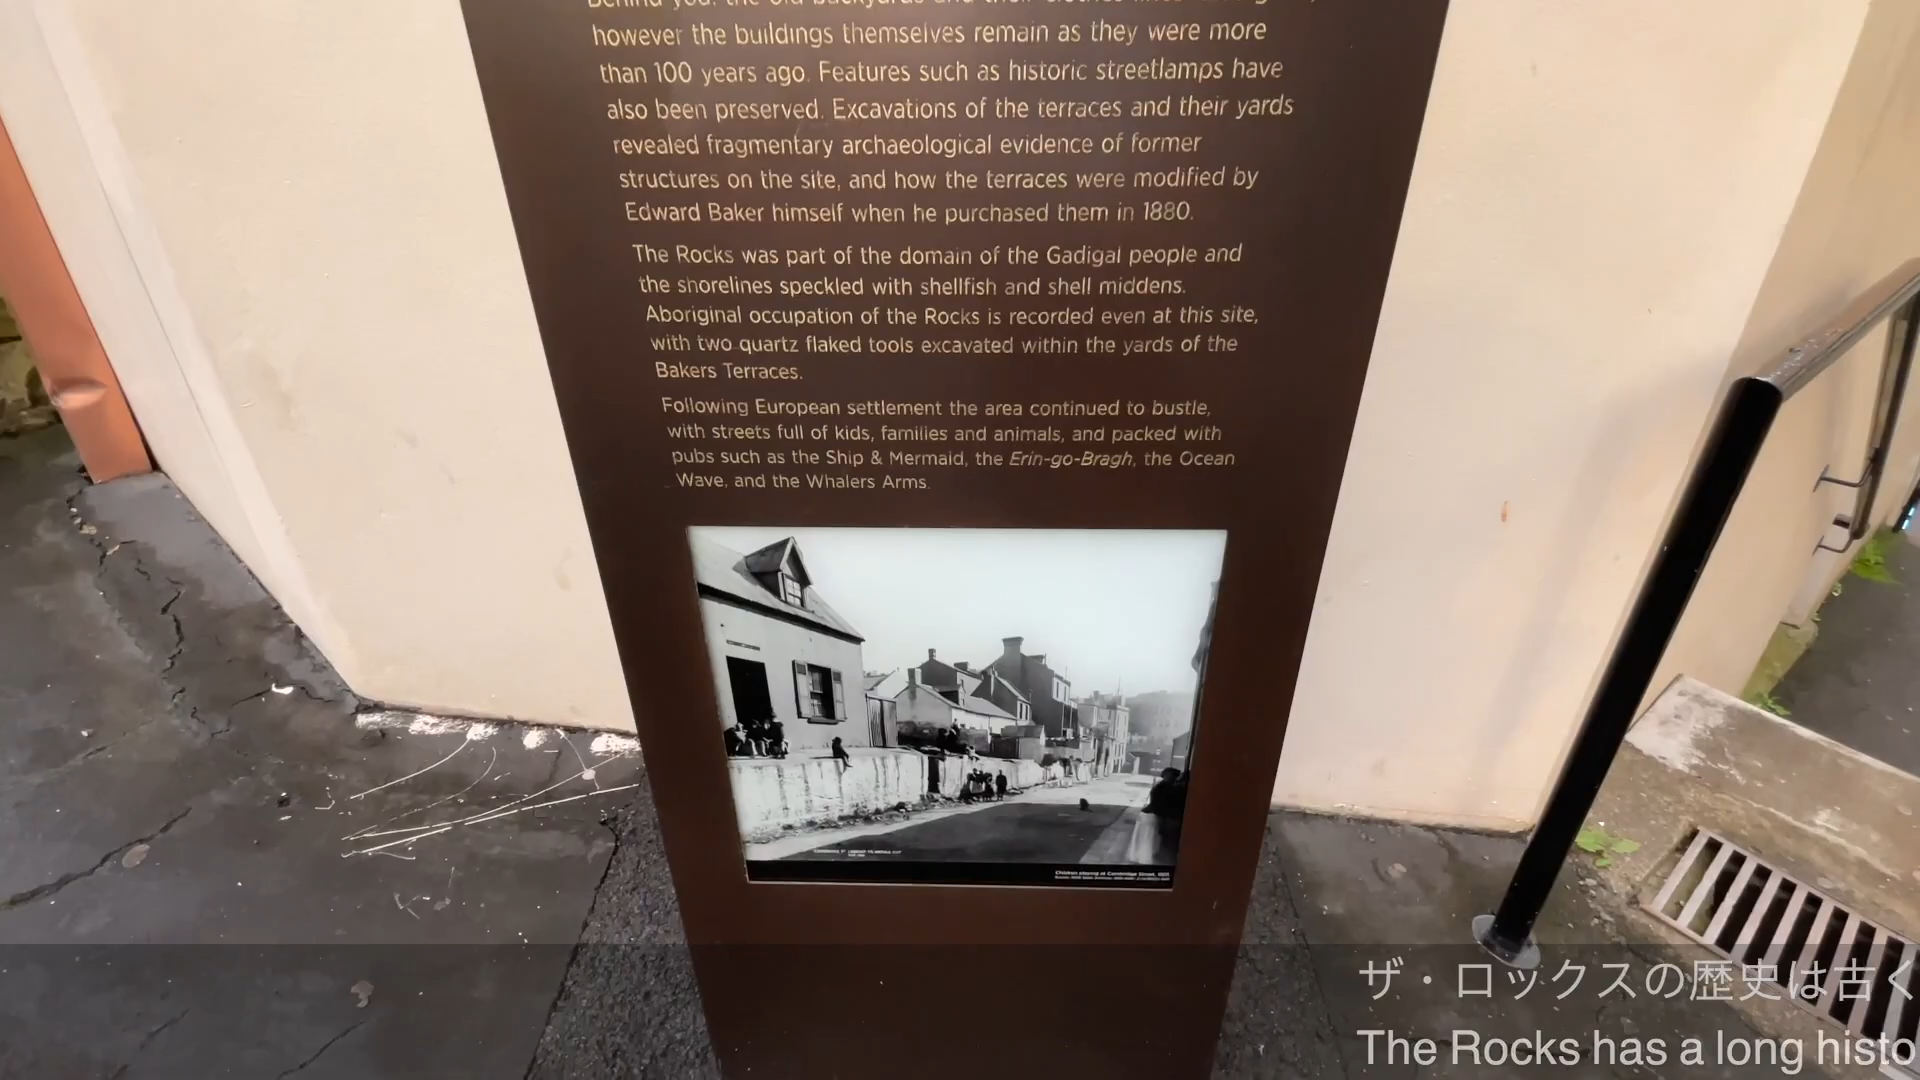 however the buildings themselves remain as they were more
than 100 years ago. Features such as historic streetlamps have
also been preserved. Excavations of the terraces and their yards
revealed fragmentary archaeological evidence of former
structures on the site, and how the terraces were modified by
Edward Baker himself when he purchased them in 1880.
The Rocks was part of the domain of the Gadigal people and
the shorelines speckled with shellfish and shell middens.
Aboriginal occupation of the Rocks is recorded even at this site,
with two quartz flaked tools excavated within the yards of the
Bakers Terraces.
Following European settlement the area continued to bustle,
with streets full of kids, families and animals, and packed with
pubs such as the Ship & Mermaid, the Erin-go-Bragh, the Ocean
Wave, and the Whalers Arms.
Children playing at Cambridge Street,
ザ・ロックスの歴史は古く
The Rocks has a long histo